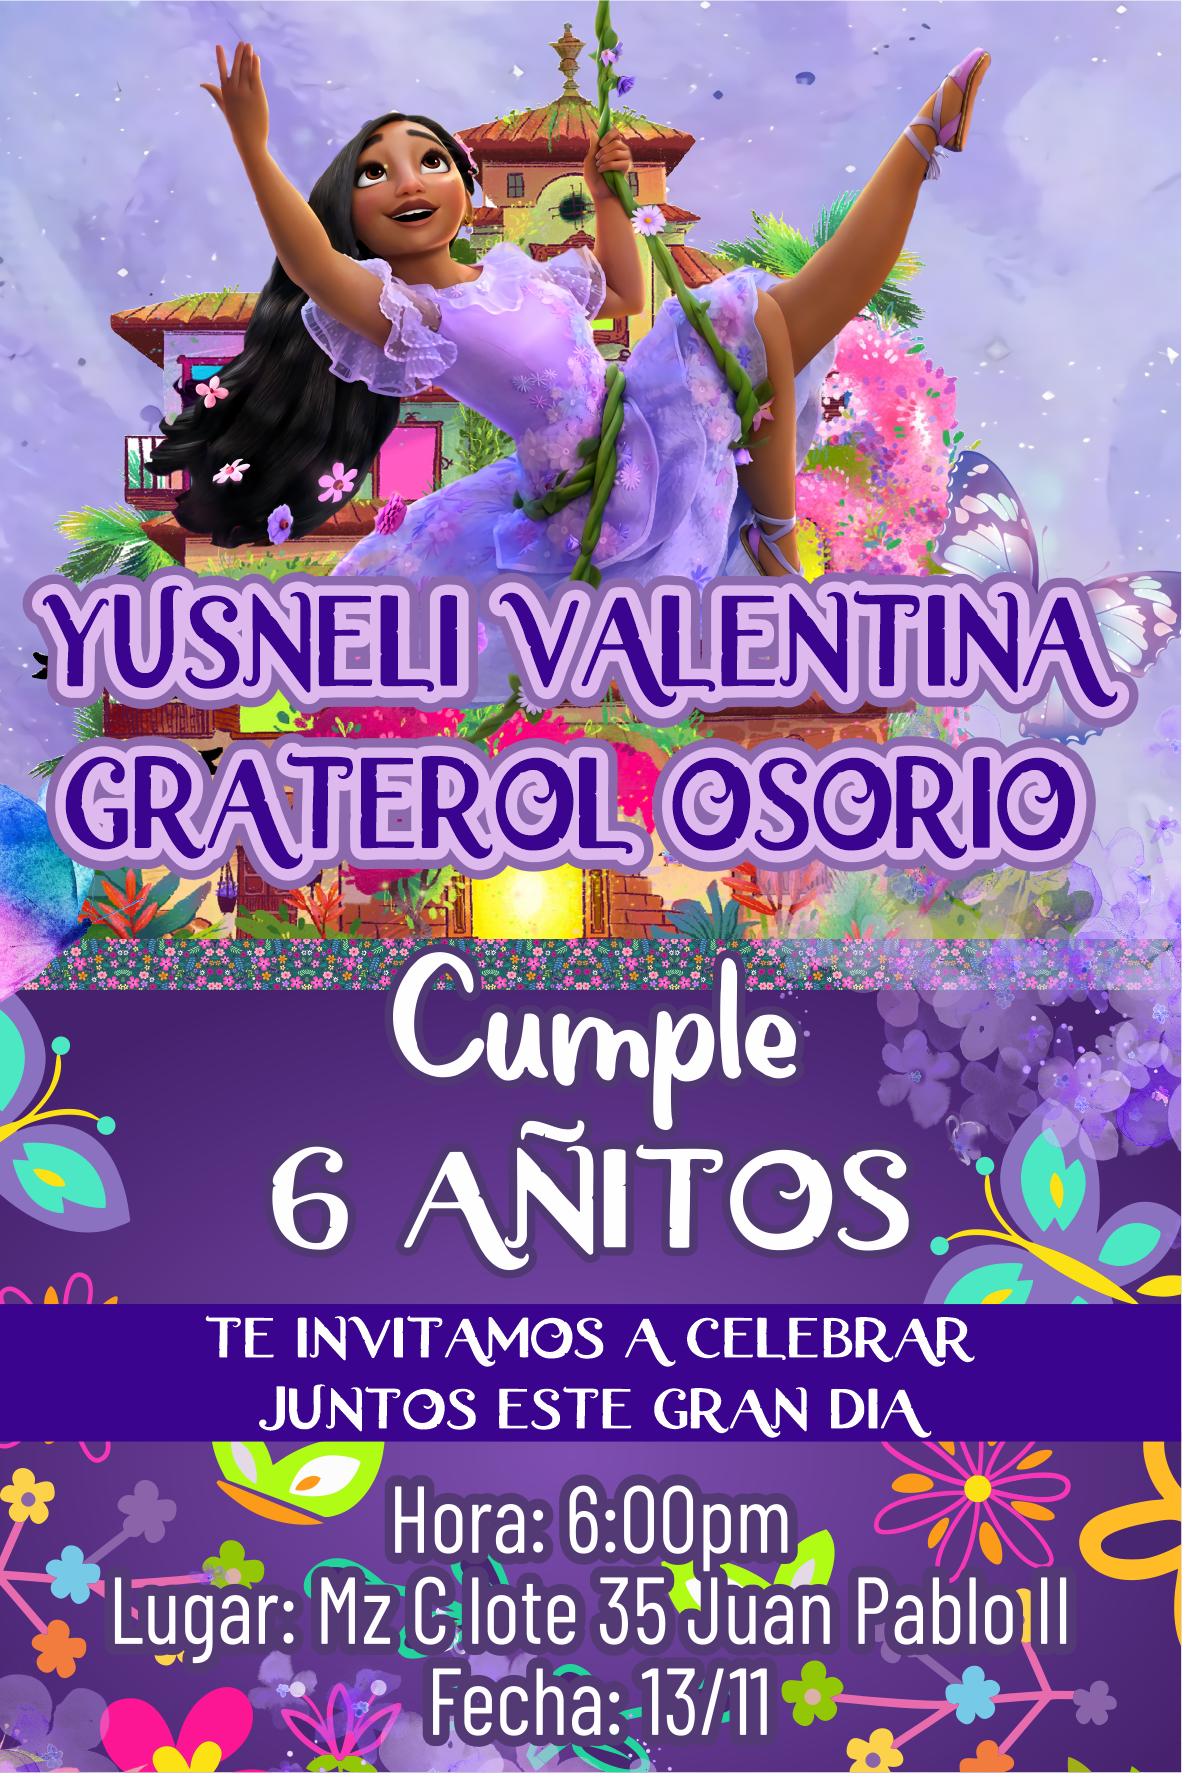 YUSNELI VALENTINA
GRATEROL OSORIO
Cumple
6 AÑITOS
TE INVITAMOS A CELEBRAR
JUNTOS ESTE GRAN DIA
Hora: 6:00pm
Lugar: Mz C lote 35 Juan Pablo II
Fecha: 13/11